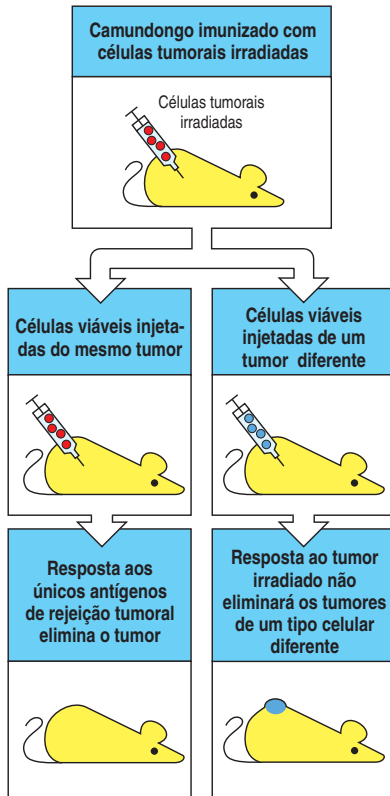 Camundongo imunizado com
células tumorais irradiadas
Células tumorais
irradiadas
Células viáveis injeta-
das do mesmo tumor
Células viáveis
injetadas de um
tumor diferente
Resposta aos
únicos antígenos
de rejeição tumoral
elimina o tumor
Resposta ao tumor
irradiado não
eliminará os tumores
de um tipo celular
diferente